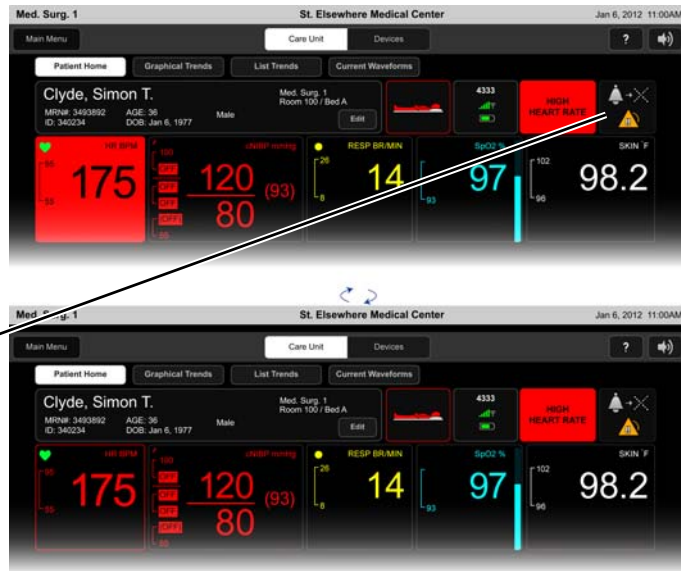 Med. Surg. 1 St. Elsewhere Medical Center Jan 6, 2012 11:00AM
Main Menu Care Unit Devices ?
Patient Home Graphical Trends List Trends Current Waveforms
Clyde, Simon T. Med. Surg. 1 4333 HIGH
Room 100 / Bed A HEART RATE
MRN#: 3493892 AGE: 36 Male
ID: 340234 DOB: Jan 6, 1977 Edit
HR BPM cNIBP mmHg RESP BR/MIN SpO2 % SKIN °F
175 120 (93) 14 97 98.2
80
100 26 102
OFF
OFF
OFF
(OFF)
55 8 93 96
Med. Surg. 1 St. Elsewhere Medical Center Jan 6, 2012 11:00AM
Main Menu Care Unit Devices ?
Patient Home Graphical Trends List Trends Current Waveforms
Clyde, Simon T. Med. Surg. 1 4333 HIGH
Room 100 / Bed A HEART RATE
MRN#: 3493892 AGE: 36 Male
ID: 340234 DOB: Jan 6, 1977 Edit
HR BPM cNIBP mmHg RESP BR/MIN SpO2 % SKIN °F
175 120 (93) 14 97 98.2
80
100 26 102
OFF
OFF
OFF
(OFF)
55 8 93 96